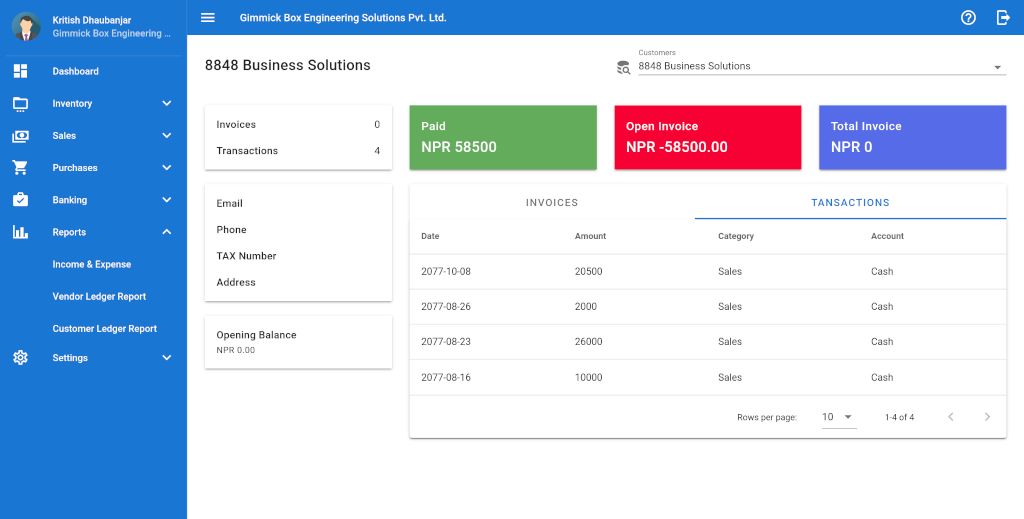 Kritish Dhaubanjar
Gimmick Box Engineering ...
Dashboard
Inventory
Sales
Purchases
Banking
Reports
Income & Expense
Vendor Ledger Report
Customer Ledger Report
Settings
Gimmick Box Engineering Solutions Pvt. Ltd.
8848 Business Solutions
Customers
8848 Business Solutions
Invoices 0
Transactions 4
Email
Phone
TAX Number
Address
Opening Balance
NPR 0.00
Paid
NPR 58500
Open Invoice
NPR -58500.00
Total Invoice
NPR 0
INVOICES TANSACTIONS
Date Amount Category Account
2077-10-08 20500 Sales Cash
2077-08-26 2000 Sales Cash
2077-08-23 26000 Sales Cash
2077-08-16 10000 Sales Cash
Rows per page: 10 1-4 of 4